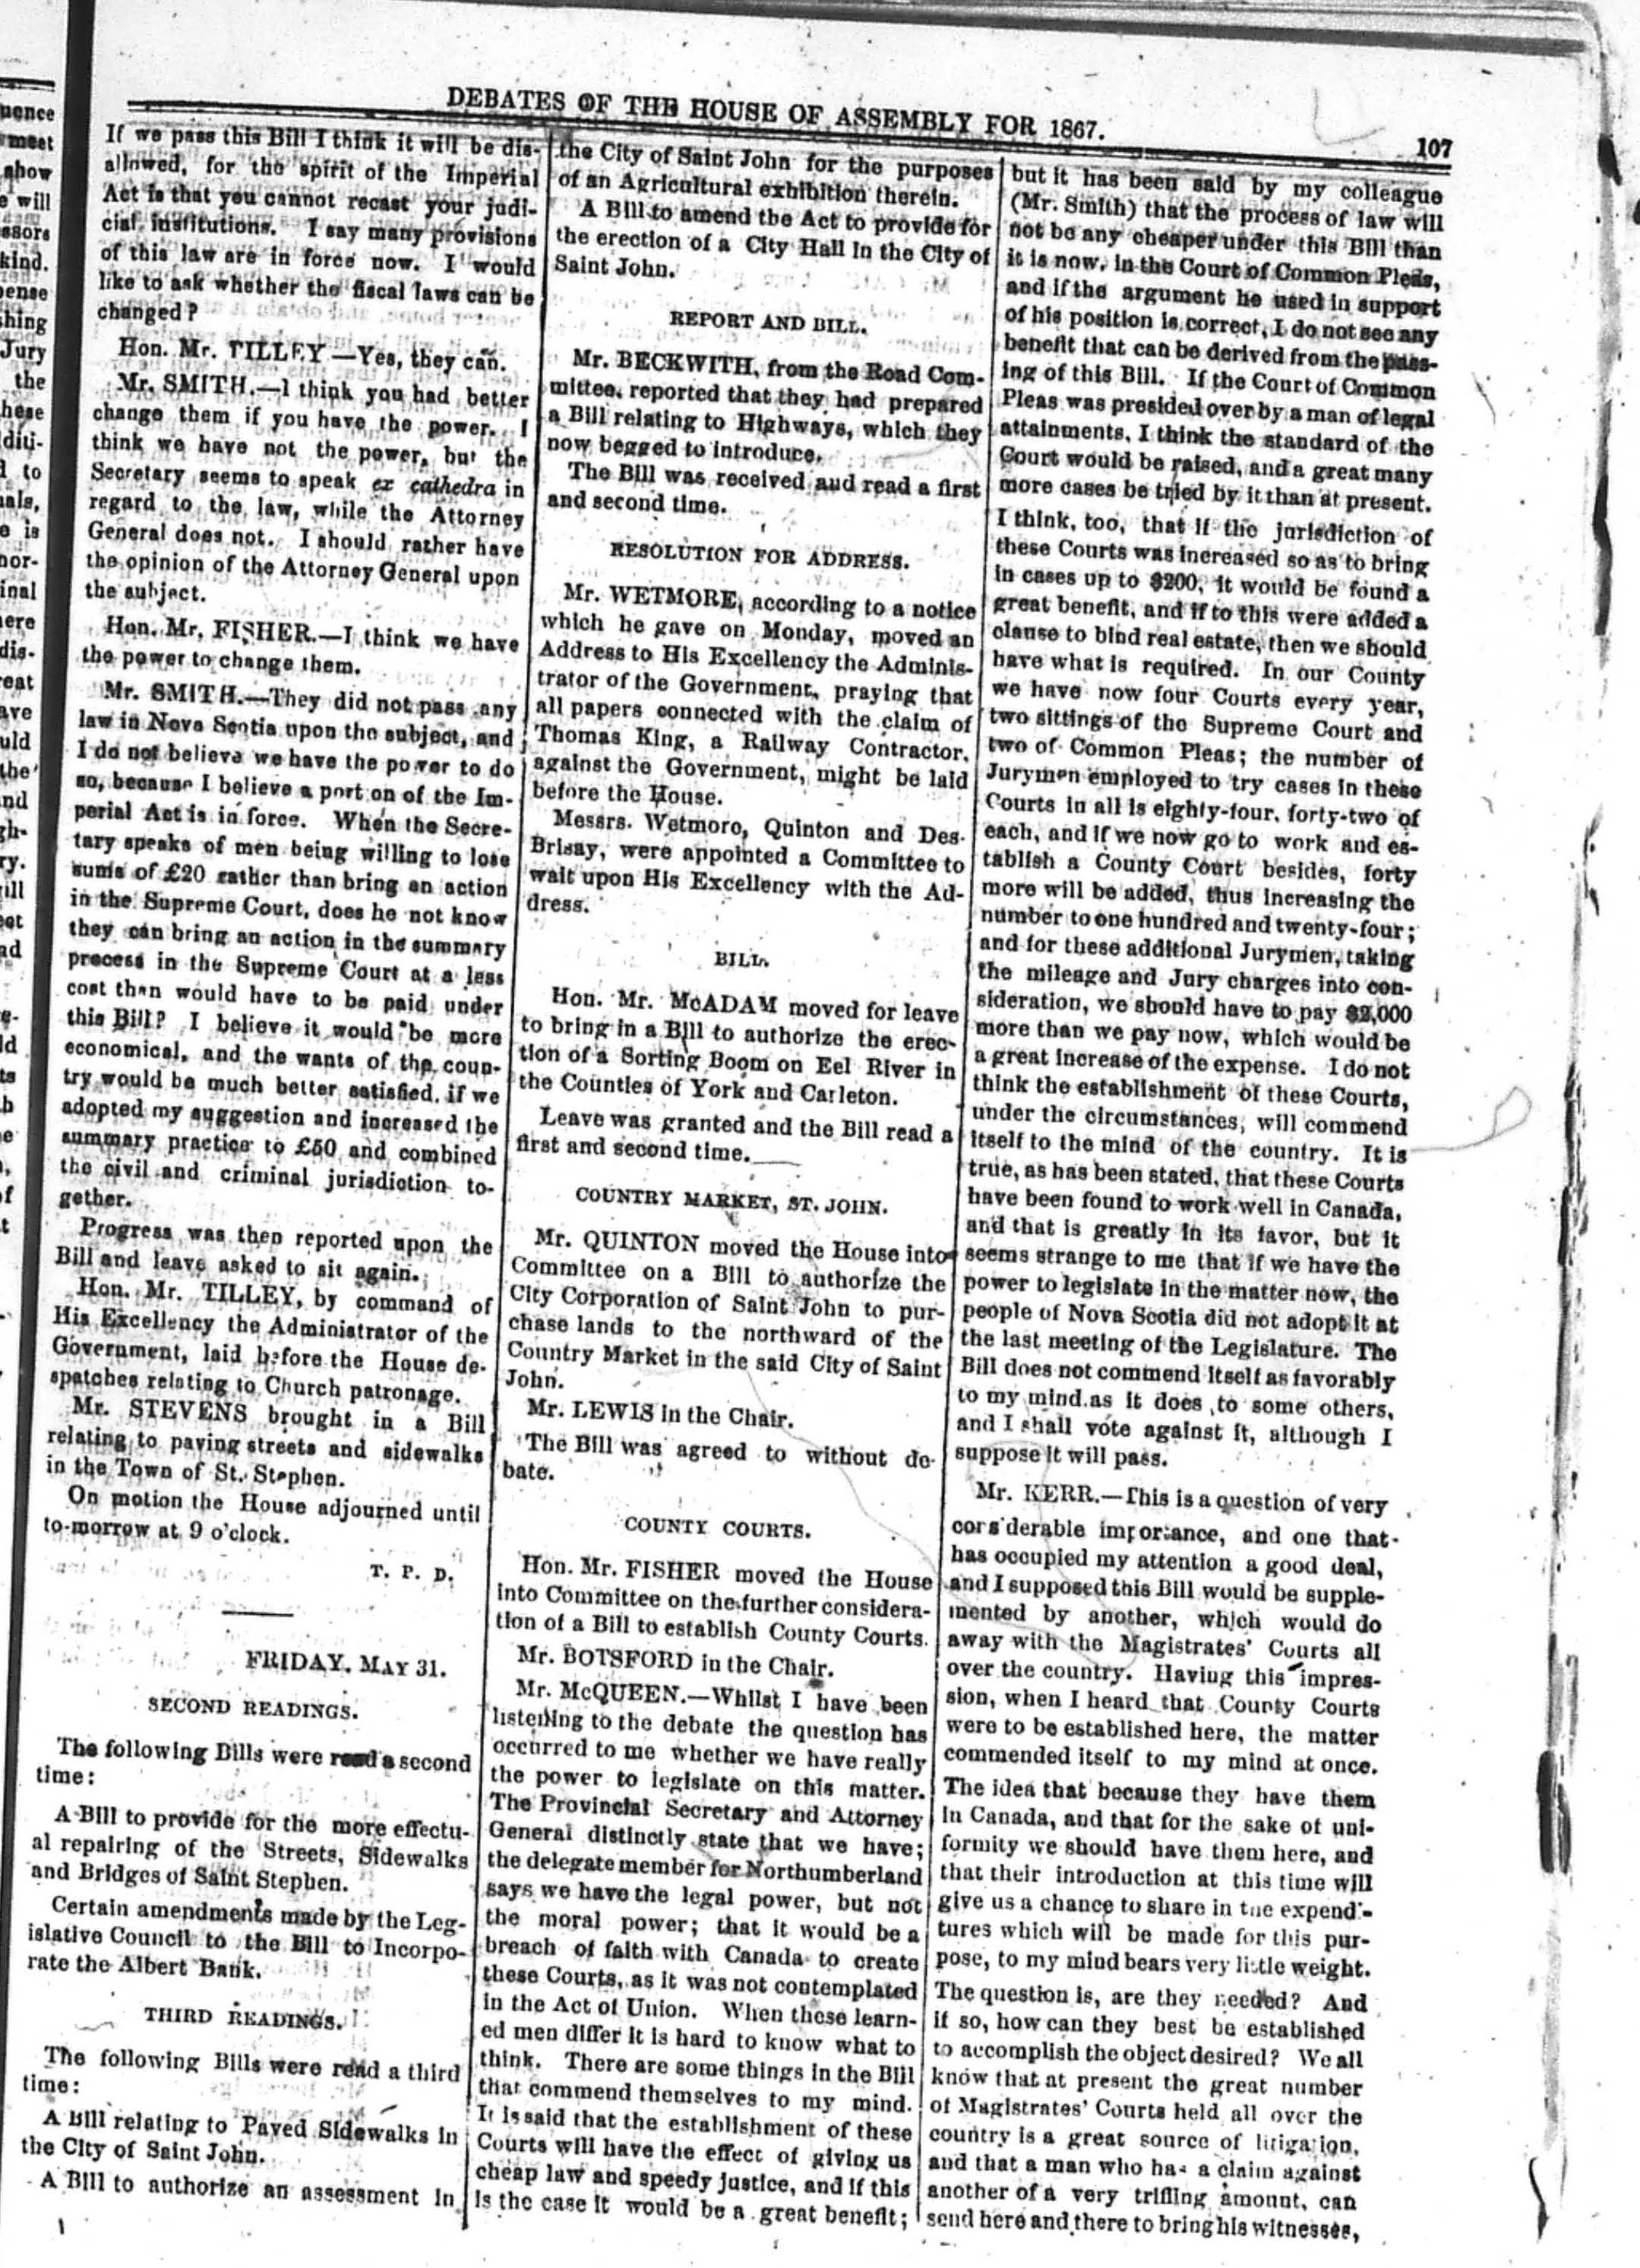 DEBATES OF THE HOUSE OF ASSEMBLY FOR 1867.
107
If we pass this Bill I think it will be dis-
allowed, for the spirit of the Imperial
Act is that you cannot recast your judi-
cial institutions. I say many provisions
of this law are in force now. I would
like to ask whether the fiscal laws can be
changed?
Hon. Mr. TILLEY—Yes, they can.
Mr. SMITH.—I think you had better
change them if you have the power. I
think we have not the power, but the
Secretary seems to speak ex cathedra in
regard to the law, while the Attorney
General does not. I should rather have
the opinion of the Attorney General upon
the subject.
Hon. Mr. FISHER.—I think we have
the power to change them.
Mr. SMITH.—They did not pass any
law in Nova Scotia upon the subject, and
I do not believe we have the power to do
so, because I believe a portion of the Im-
perial Act is in force. When the Secre-
tary speaks of men being willing to lose
sums of £20 rather than bring an action
in the Supreme Court, does he not know
they can bring an action in the summary
process in the Supreme Court at a less
cost than would have to be paid under
this Bill? I believe it would be more
economical, and the wants of the coun-
try would be much better satisfied, if we
adopted my suggestion and increased the
summary practice to £50 and combined
the civil and criminal jurisdiction to-
gether.
Progress was then reported upon the
Bill and leave asked to sit again.
Hon. Mr. TILLEY, by command of
His Excellency the Administrator of the
Government, laid before the House de-
spatches relating to Church patronage.
Mr. STEVENS brought in a Bill
relating to paving streets and sidewalks
in the Town of St. Stephen.
On motion the House adjourned until
to-morrow at 9 o'clock.
T. P. D.
FRIDAY, MAY 31.
SECOND READINGS.
The following Bills were read a second
time:
A Bill to provide for the more effectu-
al repairing of the Streets, Sidewalks
and Bridges of Saint Stephen.
Certain amendments made by the Leg-
islative Council to the Bill to Incorpo-
rate the Albert Bank.
THIRD READINGS.
The following Bills were read a third
time:
A Bill relating to Paved Sidewalks in
the City of Saint John.
A Bill to authorize an assessment in
the City of Saint John for the purposes
of an Agricultural exhibition therein.
A Bill to amend the Act to provide for
the erection of a City Hall in the City of
Saint John.
REPORT AND BILL.
Mr. BECKWITH, from the Road Com-
mittee, reported that they had prepared
a Bill relating to Highways, which they
now begged to introduce.
The Bill was received and read a first
and second time.
RESOLUTION FOR ADDRESS.
Mr. WETMORE, according to a notice
which he gave on Monday, moved an
Address to His Excellency the Adminis-
trator of the Government, praying that
all papers connected with the claim of
Thomas King, a Railway Contractor,
against the Government, might be laid
before the House.
Messrs. Wetmore, Quinton and Des-
Brisay, were appointed a Committee to
wait upon His Excellency with the Ad-
dress.
BILL.
Hon. Mr. McADAM moved for leave
to bring in a Bill to authorize the erec-
tion of a Sorting Boom on Eel River in
the Counties of York and Carleton.
Leave was granted and the Bill read a
first and second time.
COUNTRY MARKET, ST. JOHN.
Mr. QUINTON moved the House into
Committee on a Bill to authorize the
City Corporation of Saint John to pur-
chase lands to the northward of the
Country Market in the said City of Saint
John.
Mr. LEWIS in the Chair.
The Bill was agreed to without de-
bate.
COUNTY COURTS.
Hon. Mr. FISHER moved the House
into Committee on the further considera-
tion of a Bill to establish County Courts.
Mr. BOTSFORD in the Chair.
Mr. McQUEEN.—Whilst I have been
listening to the debate the question has
occurred to me whether we have really
the power to legislate on this matter.
The Provincial Secretary and Attorney
General distinctly state that we have;
the delegate member for Northumberland
says we have the legal power, but not
the moral power; that it would be a
breach of faith with Canada to create
these Courts, as it was not contemplated
in the Act of Union. When these learn-
ed men differ it is hard to know what to
think. There are some things in the Bill
that commend themselves to my mind.
It is said that the establishment of these
Courts will have the effect of giving us
cheap law and speedy justice, and if this
is the case it would be a great benefit;
but it has been said by my colleague
(Mr. Smith) that the process of law will
not be any cheaper under this Bill than
it is now, in the Court of Common Pleas,
and if the argument he used in support
of his position is correct, I do not see any
benefit that can be derived from the pass-
ing of this Bill. If the Court of Common
Pleas was presided over by a man of legal
attainments, I think the standard of the
Court would be raised, and a great many
more cases be tried by it than at present.
I think, too, that if the jurisdiction of
these Courts was increased so as to bring
in cases up to $200, it would be found a
great benefit, and if to this were added a
clause to bind real estate, then we should
have what is required. In our County
we have now four Courts every year,
two sittings of the Supreme Court and
two of Common Pleas; the number of
Jurymen employed to try cases in these
Courts in all is eighty-four, forty-two of
each, and if we now go to work and es-
tablish a County Court besides, forty
more will be added, thus increasing the
number to one hundred and twenty-four;
and for these additional Jurymen, taking
the mileage and Jury charges into con-
sideration, we should have to pay $2,000
more than we pay now, which would be
a great increase of the expense. I do not
think the establishment of these Courts,
under the circumstances, will commend
itself to the mind of the country. It is
true, as has been stated, that these Courts
have been found to work well in Canada,
and that is greatly in its favor, but it
seems strange to me that if we have the
power to legislate in the matter now, the
people of Nova Scotia did not adopt it at
the last meeting of the Legislature. The
Bill does not commend itself as favorably
to my mind as it does to some others,
and I shall vote against it, although I
suppose it will pass.
Mr. KERR.—This is a question of very
considerable importance, and one that
has occupied my attention a good deal,
and I supposed this Bill would be supple-
mented by another, which would do
away with the Magistrates' Courts all
over the country. Having this impres-
sion, when I heard that County Courts
were to be established here, the matter
commended itself to my mind at once.
The idea that because they have them
in Canada, and that for the sake of uni-
formity we should have them here, and
that their introduction at this time will
give us a chance to share in the expendi-
tures which will be made for this pur-
pose, to my mind bears very little weight.
The question is, are they needed? And
if so, how can they best be established
to accomplish the object desired? We all
know that at present the great number
of Magistrates' Courts held all over the
country is a great source of litigation,
and that a man who has a claim against
another of a very trifling amount, can
send here and there to bring his witnesses,